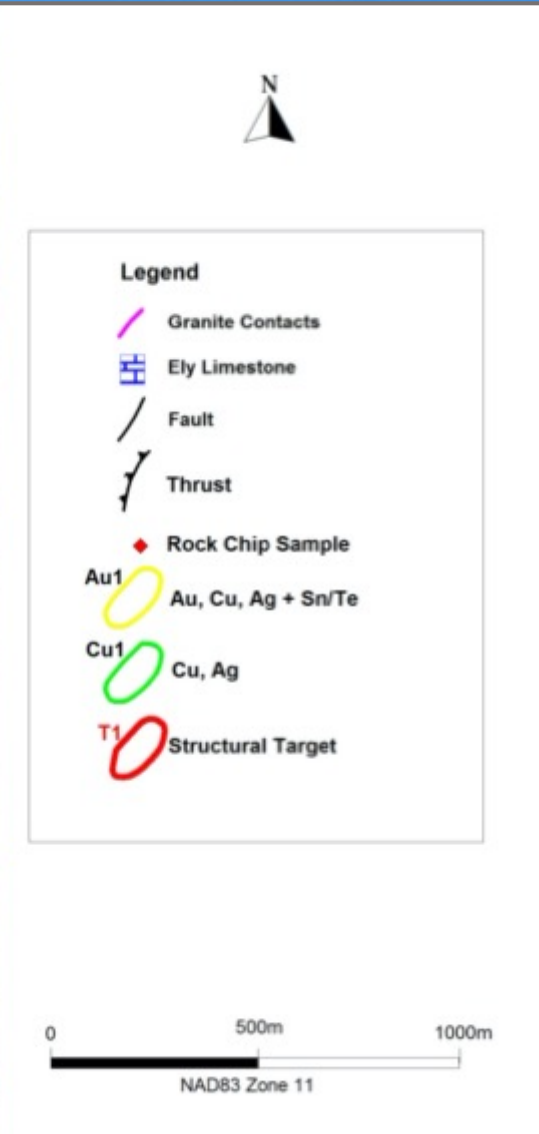 N
Legend
Granite Contacts
Ely Limestone
Fault
Thrust
Rock Chip Sample
Au1
Au, Cu, Ag + Sn/Te
Cu1
Cu, Ag
T1
Structural Target
0 500m 1000m
NAD83 Zone 11